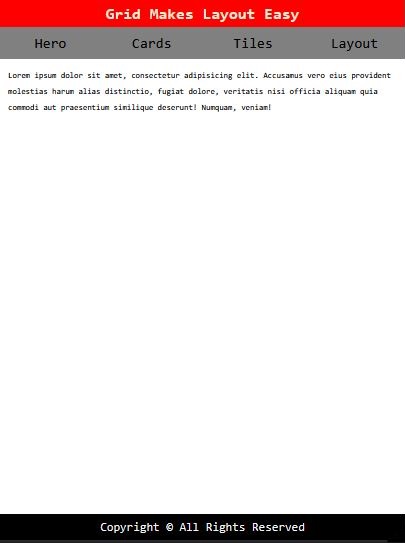 Grid Makes Layout Easy
Hero Cards Tiles Layout
Lorem ipsum dolor sit amet, consectetur adipisicing elit. Accusamus vero eius provident
molestias harum alias distinctio, fugiat dolore, veritatis nisi officia aliquam quia
commodi aut praesentium similique deserunt! Numquam, veniam!
Copyright © All Rights Reserved